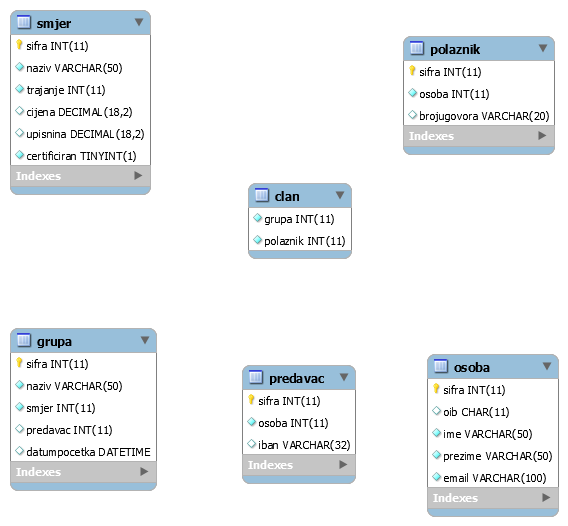 smjer
sifra INT(11)
naziv VARCHAR(50)
trajanje INT(11)
cijena DECIMAL(18,2)
upisnina DECIMAL(18,2)
certificiran TINYINT(1)
Indexes
polaznik
sifra INT(11)
osoba INT(11)
brojugovora VARCHAR(20)
Indexes
clan
grupa INT(11)
polaznik INT(11)
grupa
sifra INT(11)
naziv VARCHAR(50)
smjer INT(11)
predavac INT(11)
datumpocetka DATETIME
Indexes
predavac
sifra INT(11)
osoba INT(11)
iban VARCHAR(32)
Indexes
osoba
sifra INT(11)
oib CHAR(11)
ime VARCHAR(50)
prezime VARCHAR(50)
email VARCHAR(100)
Indexes